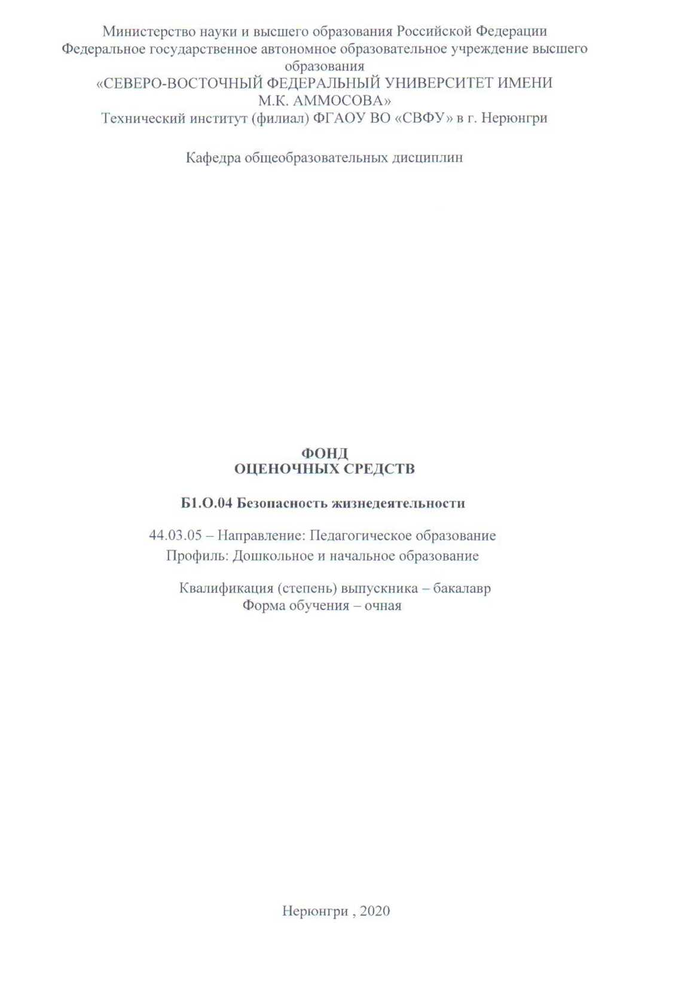 Министерство науки и высшего образования Российской Федерации
Федеральное государственное автономное образовательное учреждение высшего
образования
«СЕВЕРО-ВОСТОЧНЫЙ ФЕДЕРАЛЬНЫЙ УНИВЕРСИТЕТ ИМЕНИ
М.К. АММОСОВА»
Технический институт (филиал) ФГАОУ ВО «СВФУ» в г. Нерюнгри
Кафедра общеобразовательных дисциплин
ФОНД
ОЦЕНОЧНЫХ СРЕДСТВ
Б1.О.04 Безопасность жизнедеятельности
44.03.05 – Направление: Педагогическое образование
Профиль: Дошкольное и начальное образование
Квалификация (степень) выпускника – бакалавр
Форма обучения – очная
Нерюнгри , 2020